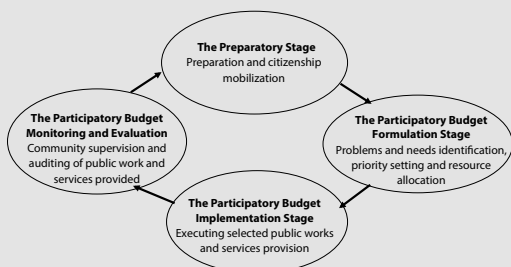 The Preparatory Stage
Preparation and citizenship
mobilization
The Participatory Budget
Monitoring and Evaluation
Community supervision and
auditing of public work and
services provided
The Participatory Budget
Formulation Stage
Problems and needs identification,
priority setting and resource
allocation
The Participatory Budget
Implementation Stage
Executing selected public works
and services provision